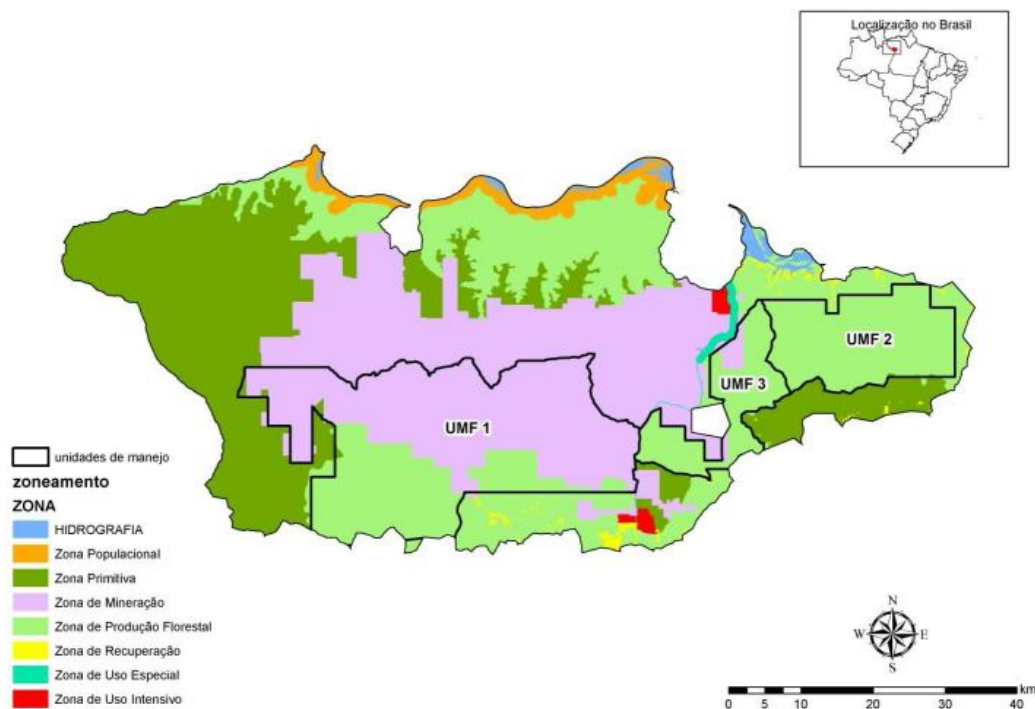 Localização no Brasil
UMF 2
UMF 3
UMF 1
unidades de manejo
zoneamento
ZONA
HIDROGRAFIA
Zona Populacional
Zona Primitiva
Zona de Mineração
Zona de Produção Florestal
Zona de Recuperação
Zona de Uso Especial
Zona de Uso Intensivo
N
W E
S
km
0 5 10 20 30 40